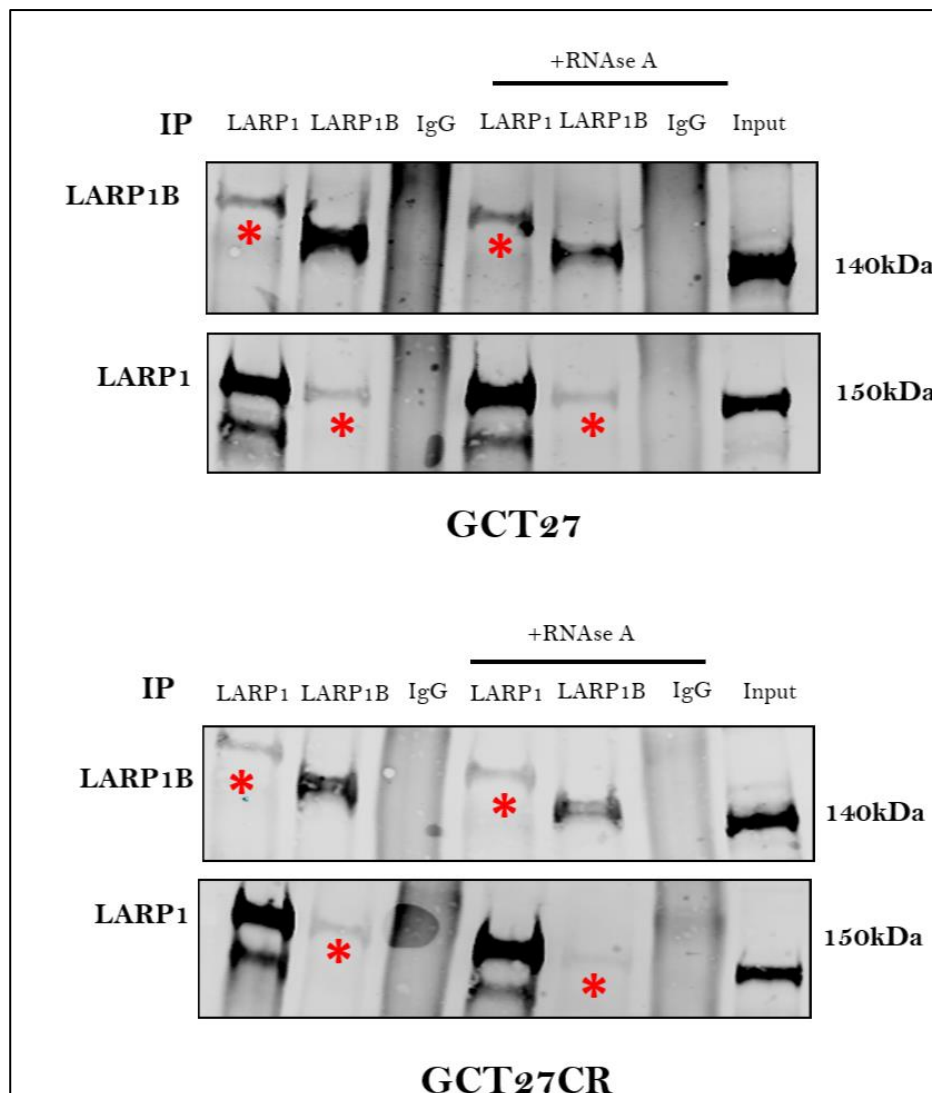 +RNAse A
IP LARP1 LARP1B IgG LARP1 LARP1B IgG Input
LARP1B
*
*
140kDa
LARP1
*
*
150kDa
GCT27
+RNAse A
IP LARP1 LARP1B IgG LARP1 LARP1B IgG Input
LARP1B
*
*
140kDa
LARP1
*
*
150kDa
GCT27CR